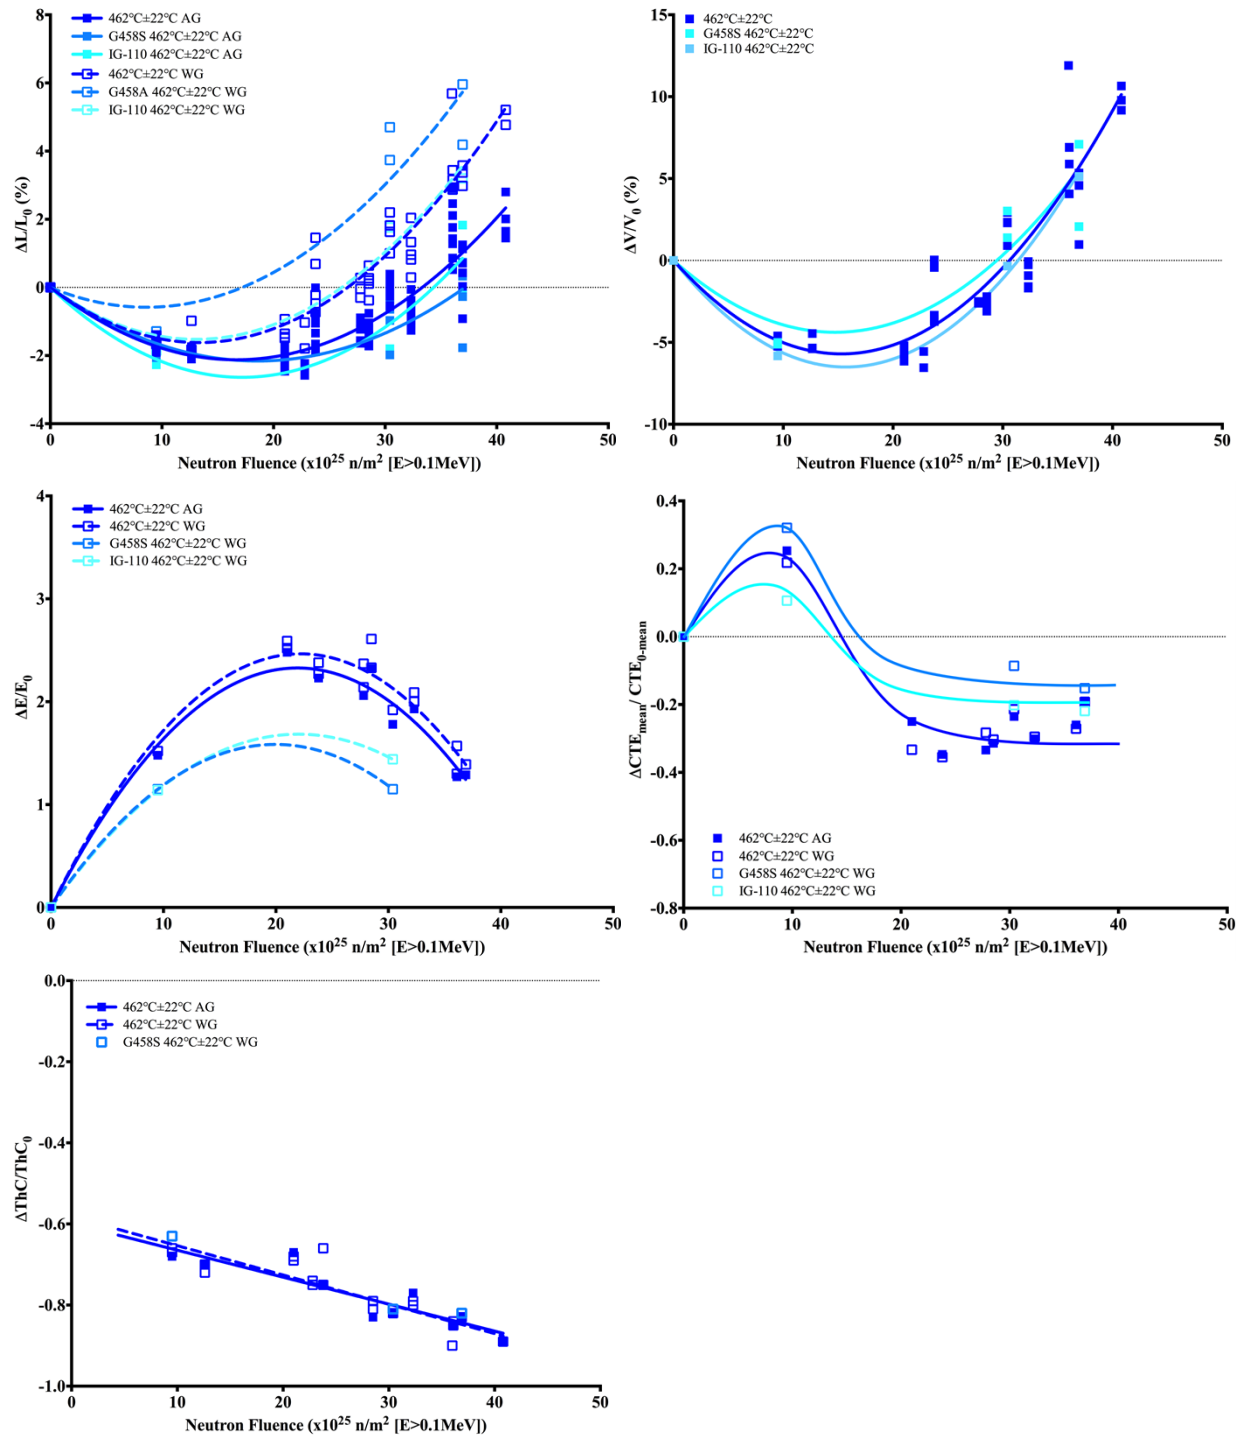 8%
6
4
2
0
-2
-4
0
10
20
30
40
50
ΔL/L0 (%)
Neutron Fluence (x10^25 n/m^2 [E>0.1MeV])
462°C±22°C AG
G458S 462°C±22°C AG
IG-110 462°C±22°C AG
462°C±22°C WG
G458A 462°C±22°C WG
IG-110 462°C±22°C WG
15
10
5
0
-5
-10
0
10
20
30
40
50
ΔV/V0 (%)
Neutron Fluence (x10^25 n/m^2 [E>0.1MeV])
462°C±22°C
G458S 462°C±22°C
IG-110 462°C±22°C
4
3
2
1
0
0
10
20
30
40
50
ΔE/E0
Neutron Fluence (x10^25 n/m^2 [E>0.1MeV])
462°C±22°C AG
462°C±22°C WG
G458S 462°C±22°C WG
IG-110 462°C±22°C WG
0.4
0.2
0.0
-0.2
-0.4
-0.6
-0.8
0
10
20
30
40
50
ΔCTEmean/ CTE0-mean
Neutron Fluence (x10^25 n/m^2 [E>0.1MeV])
462°C±22°C AG
462°C±22°C WG
G458S 462°C±22°C WG
IG-110 462°C±22°C WG
0.0
-0.2
-0.4
-0.6
-0.8
-1.0
0
10
20
30
40
50
ΔThC/ThC0
Neutron Fluence (x10^25 n/m^2 [E>0.1MeV])
462°C±22°C AG
462°C±22°C WG
G458S 462°C±22°C WG